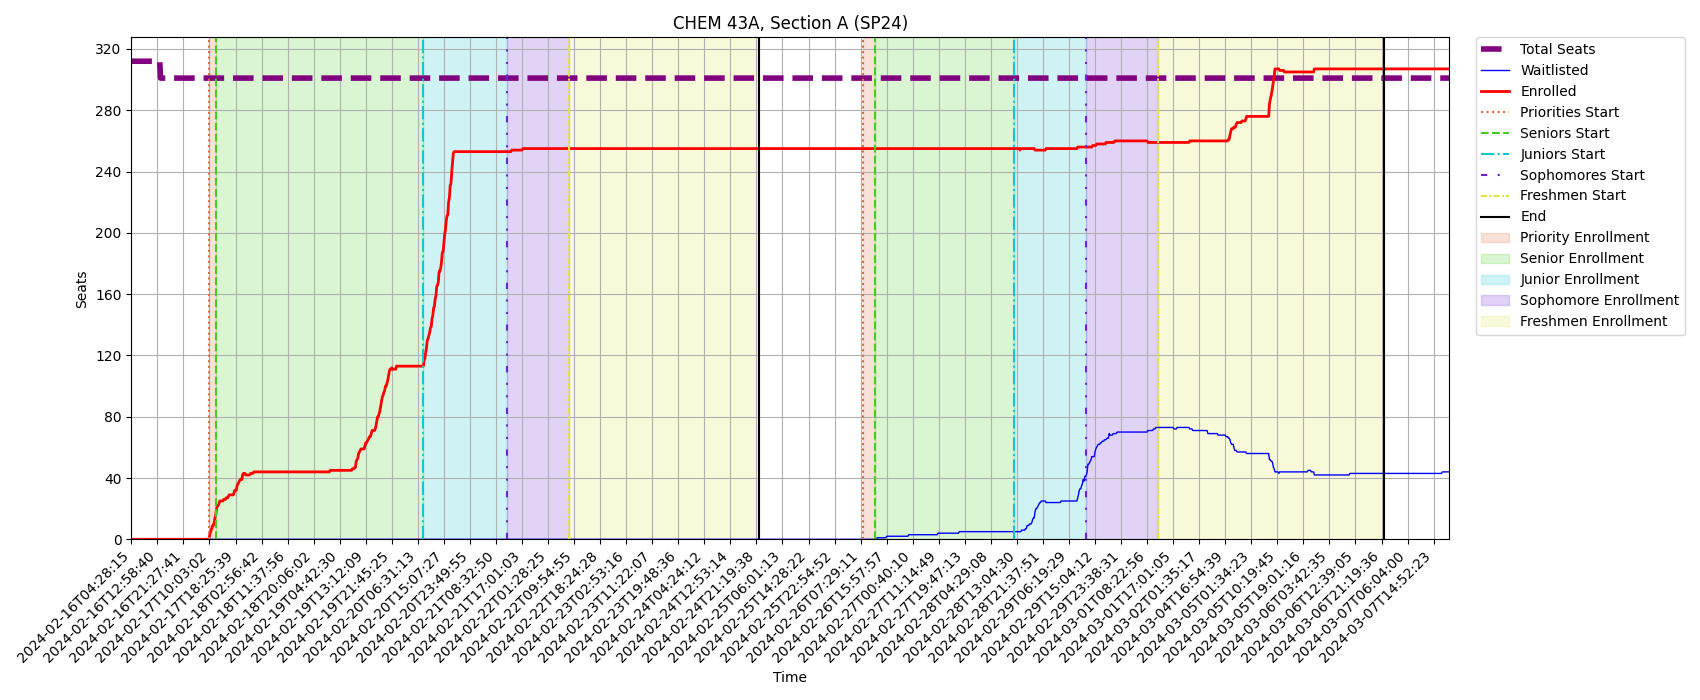 CHEM 43A, Section A (SP24)
320
280
240
200
160
120
80
40
0
Seats
2024-02-16T04:28:15
2024-02-16T12:58:40
2024-02-16T21:27:41
2024-02-17T10:03:02
2024-02-17T18:25:39
2024-02-18T02:56:42
2024-02-18T11:37:56
2024-02-18T20:06:02
2024-02-19T04:42:30
2024-02-19T13:12:09
2024-02-19T21:45:25
2024-02-20T06:31:13
2024-02-20T15:07:27
2024-02-20T23:49:55
2024-02-21T08:32:50
2024-02-21T17:01:03
2024-02-22T01:28:25
2024-02-22T09:54:55
2024-02-22T18:24:28
2024-02-23T02:53:16
2024-02-23T11:22:07
2024-02-23T19:48:36
2024-02-24T04:24:12
2024-02-24T12:53:14
2024-02-24T21:19:38
2024-02-25T06:01:13
2024-02-25T14:28:22
2024-02-25T22:54:52
2024-02-26T07:29:11
2024-02-26T15:57:57
2024-02-27T00:40:10
2024-02-27T11:14:49
2024-02-27T19:47:13
2024-02-28T04:29:08
2024-02-28T13:04:30
2024-02-28T21:37:51
2024-02-29T06:19:29
2024-02-29T15:04:12
2024-02-29T23:38:31
2024-03-01T08:22:56
2024-03-01T17:01:05
2024-03-02T01:35:17
2024-03-04T16:54:39
2024-03-05T01:34:23
2024-03-05T10:19:45
2024-03-05T19:01:16
2024-03-06T03:42:35
2024-03-06T12:39:05
2024-03-06T21:19:36
2024-03-07T06:04:00
2024-03-07T14:52:23
Time
Total Seats
Waitlisted
Enrolled
Priorities Start
Seniors Start
Juniors Start
Sophomores Start
Freshmen Start
End
Priority Enrollment
Senior Enrollment
Junior Enrollment
Sophomore Enrollment
Freshmen Enrollment